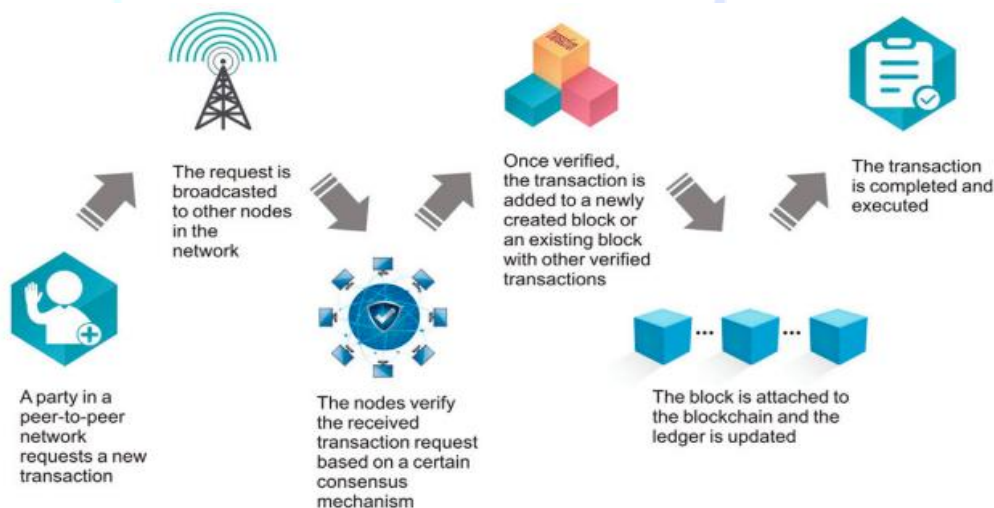 A party in a
peer-to-peer
network
requests a new
transaction
The request is
broadcasted
to other nodes
in the
network
The nodes verify
the received
transaction request
based on a certain
consensus
mechanism
Once verified,
the transaction is
added to a newly
created block or
an existing block
with other verified
transactions
The block is attached to
the blockchain and the
ledger is updated
The transaction
is completed and
executed